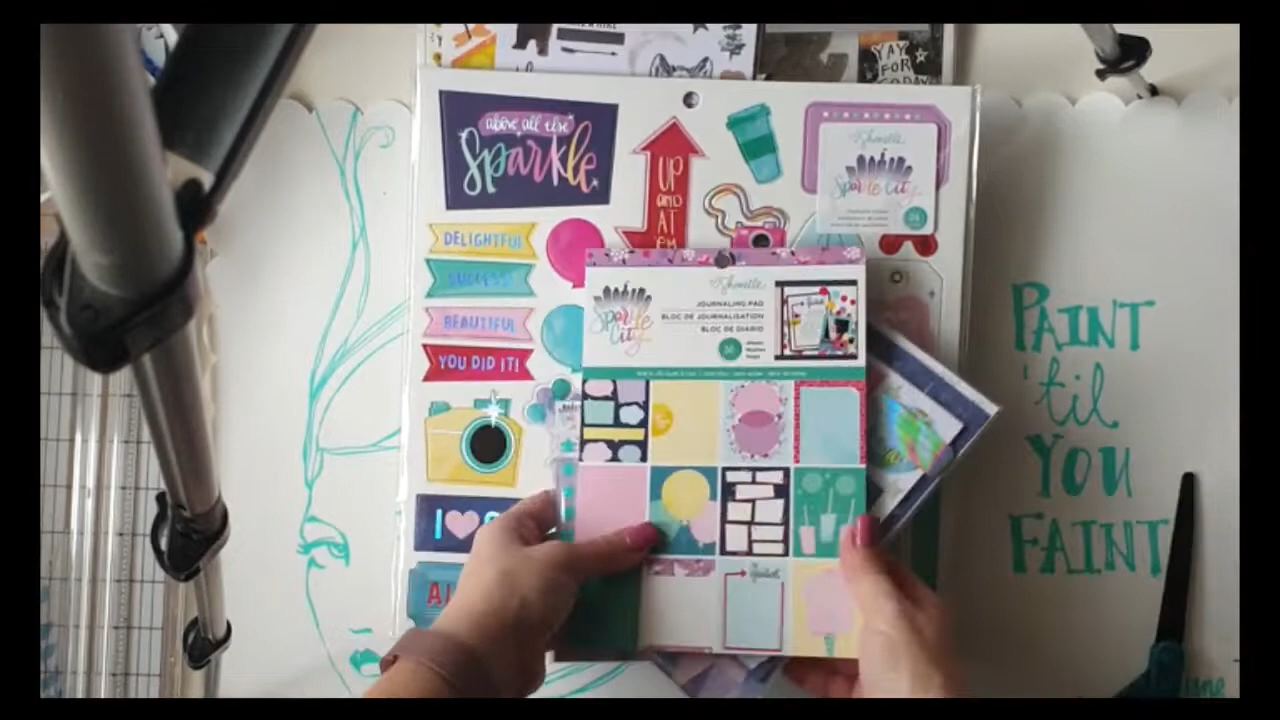 YAY
FOR
TODAY
above all else
Sparkle
UP
AND
AT
'EM
Shimelle
Sparkle City
DELIGHTFUL
SUCCESS!
BEAUTIFUL
YOU DID IT!
I
Shimelle
Sparkle
City
JOURNALING PAD
BLOC DE JOURNALISATION
BLOC DE DIARIO
PAINT
'til
YOU
FAINT